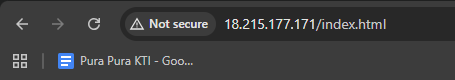 Not secure 18.215.177.171/index.html
Pura Pura KTI - Goo...